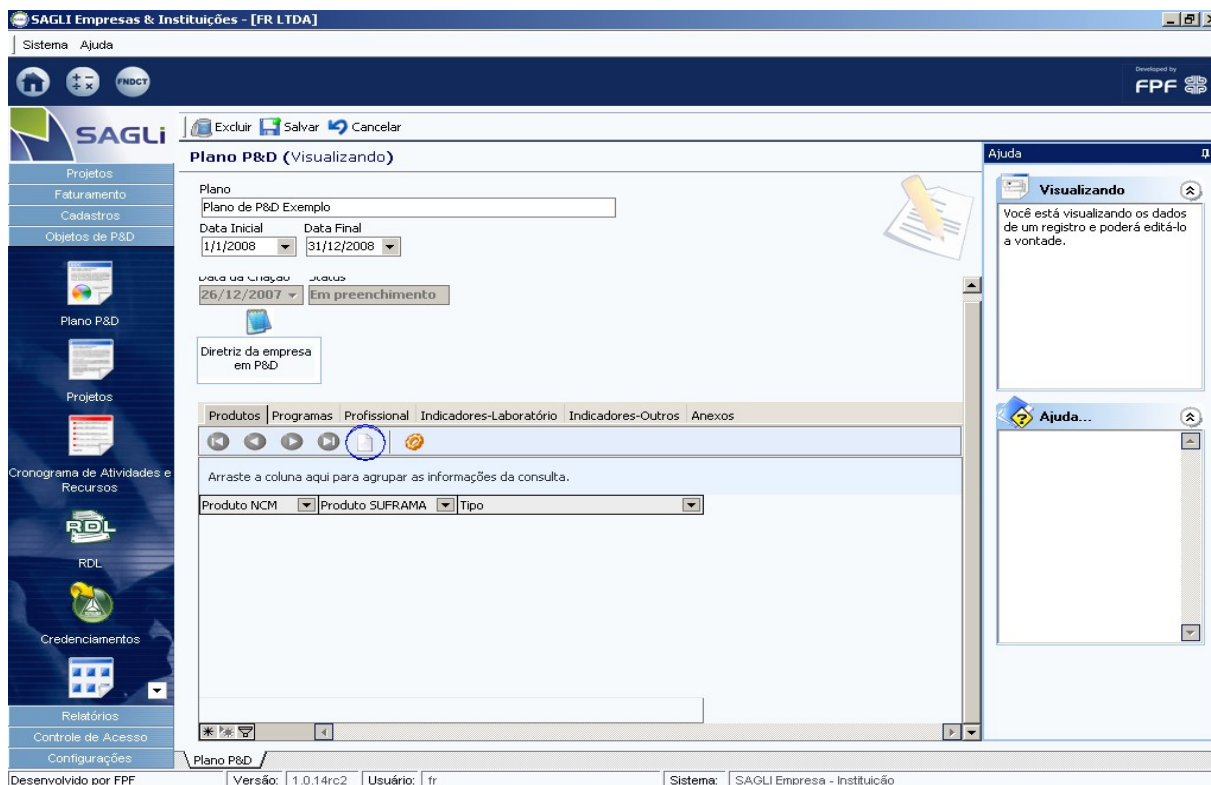 SAGLI Empresas & Instituições - [FR LTDA]
Sistema Ajuda
FNDCT
Developed by
FPF
SAGLi
Excluir Salvar Cancelar
Plano P&D (Visualizando)
Ajuda
Projetos
Faturamento
Cadastros
Objetos de P&D
Plano P&D
Projetos
Cronograma de Atividades e
Recursos
RDL
RDL
Credenciamentos
Relatórios
Controle de Acesso
Configurações
Plano
Plano de P&D Exemplo
Data Inicial Data Final
1/1/2008 31/12/2008
Data da Criação Status
26/12/2007 Em preenchimento
Diretriz da empresa
em P&D
Produtos Programas Profissional Indicadores-Laboratório Indicadores-Outros Anexos
Arraste a coluna aqui para agrupar as informações da consulta.
Produto NCM Produto SUFRAMA Tipo
Plano P&D
Visualizando
Você está visualizando os dados
de um registro e poderá editá-lo
a vontade.
Ajuda...
Desenvolvido por FPF Versão: 1.0.14rc2 Usuário: fr Sistema: SAGLI Empresa - Instituição